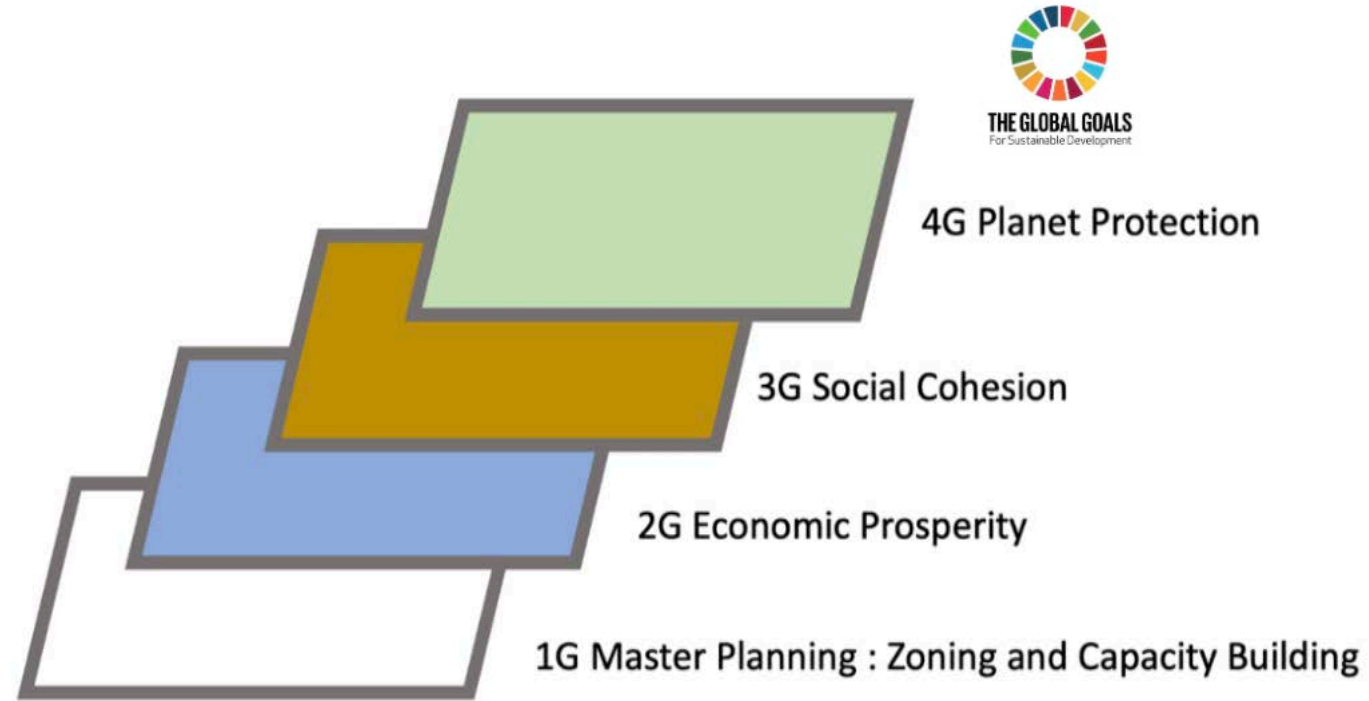 THE GLOBAL GOALS
For Sustainable Development
4G Planet Protection
3G Social Cohesion
2G Economic Prosperity
1G Master Planning : Zoning and Capacity Building